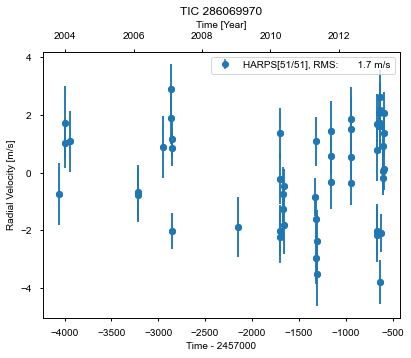 TIC 286069970
Time [Year]
2004 2006 2008 2010 2012
HARPS[51/51], RMS: 1.7 m/s
4
2
0
−2
−4
Radial Velocity [m/s]
−4000 −3500 −3000 −2500 −2000 −1500 −1000 −500
Time - 2457000